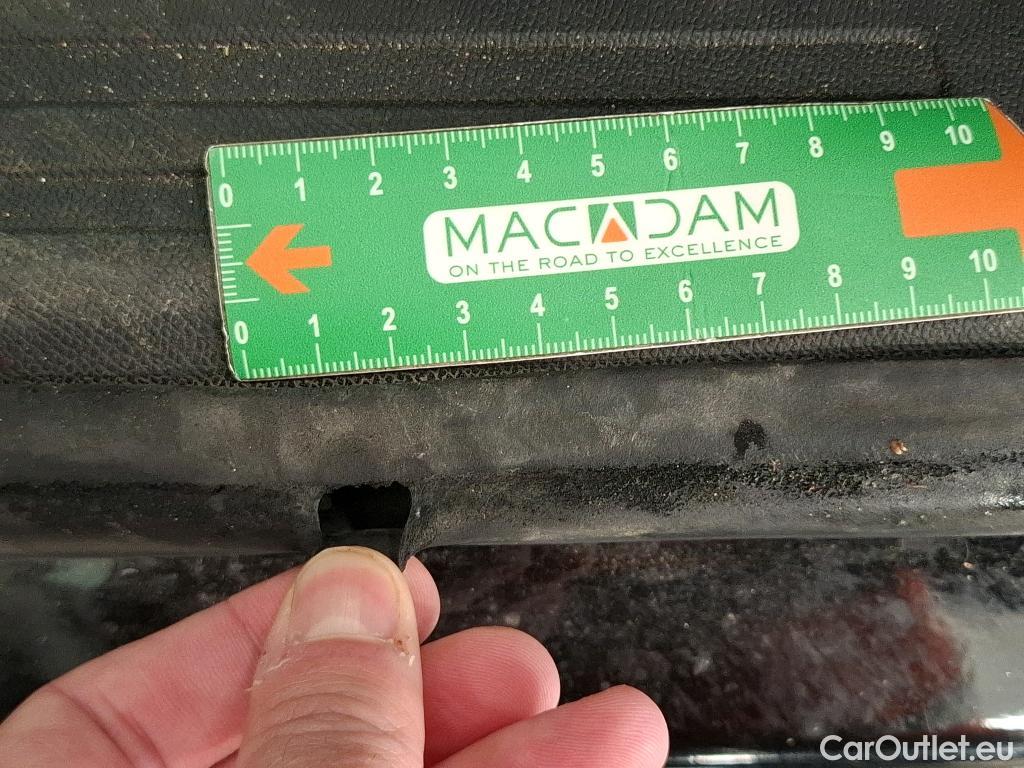 0 1 2 3 4 5 6 7 8 9 10
MACADAM
ON THE ROAD TO EXCELLENCE
0 1 2 3 4 5 6 7 8 9 10
CarOutlet.eu